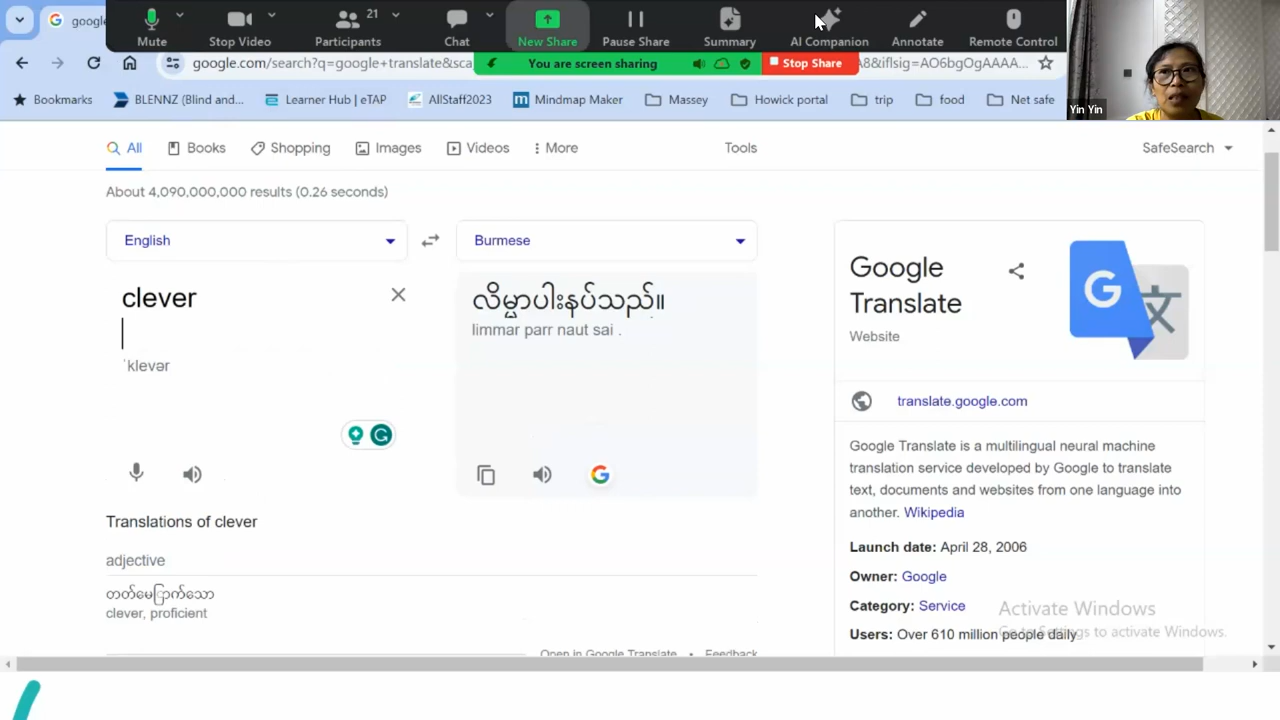 21
Mute Stop Video Participants Chat New Share Pause Share Summary AI Companion Annotate Remote Control
google.com/search?q=google+translate&sca
You are screen sharing
Stop Share
A8&iflsig=AO6bgOgAAAA...
Bookmarks BLENNZ (Blind and... Learner Hub | eTAP AllStaff2023 Mindmap Maker Massey Howick portal trip food Net safe
Yin Yin
All Books Shopping Images Videos More Tools SafeSearch
About 4,090,000,000 results (0.26 seconds)
English Burmese
clever
ˈklevər
လိမ္မာပါးနပ်သည်။
limmar parr naut sai .
Translations of clever
adjective
တတ်မြောက်သော
clever, proficient
Open in Google Translate • Feedback
Google
Translate
Website
translate.google.com
Google Translate is a multilingual neural machine
translation service developed by Google to translate
text, documents and websites from one language into
another. Wikipedia
Launch date: April 28, 2006
Owner: Google
Category: Service
Users: Over 610 million people daily
Activate Windows
Go to Settings to activate Windows.